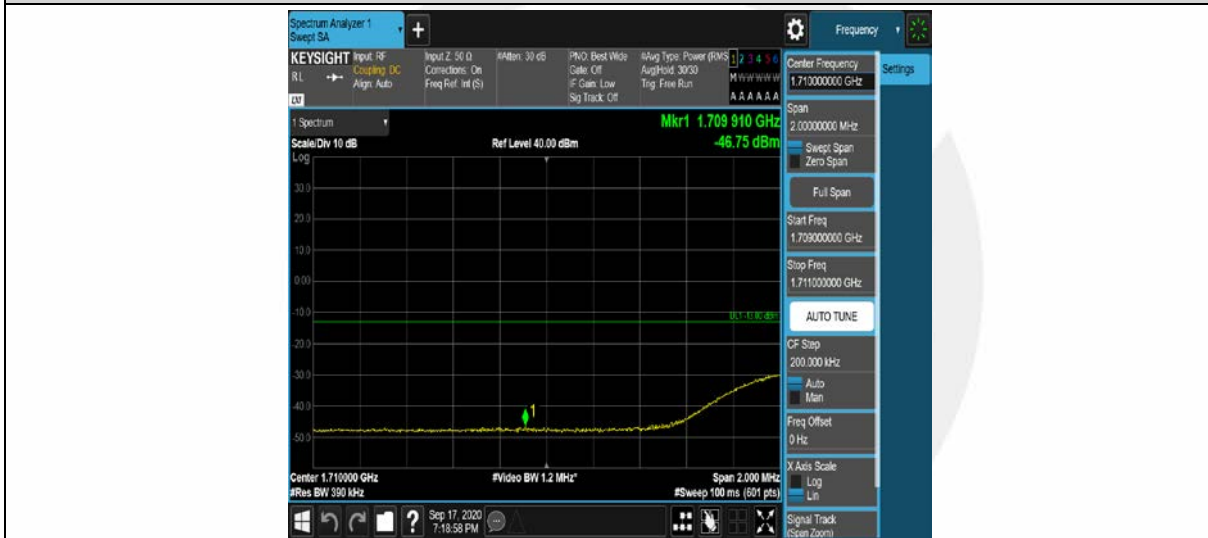 Spectrum Analyzer 1
Swept SA
+
Frequency
KEYSIGHT
RL
Input: RF
Coupling: DC
Align: Auto
Input Z: 50 Ω
Corrections: On
Freq Ref: Int (S)
#Atten: 30 dB
PNO: Best Wide
Gate: Off
IF Gain: Low
Sig Track: Off
#Avg Type: Power (RMS
Avg|Hold: 30/30
Trig: Free Run
1 2 3 4 5 6
M W W W W W
A A A A A A
Center Frequency
1.710000000 GHz
Settings
Span
2.00000000 MHz
Swept Span
Zero Span
Full Span
Start Freq
1.709000000 GHz
Stop Freq
1.711000000 GHz
AUTO TUNE
CF Step
200.000 kHz
Auto
Man
Freq Offset
0 Hz
X Axis Scale
Log
Lin
Signal Track
(Span Zoom)
1 Spectrum
Scale/Div 10 dB
Log
Ref Level 40.00 dBm
Mkr1 1.709 910 GHz
-46.75 dBm
30.0
20.0
10.0
0.00
-10.0
DL1 -13.00 dBm
-20.0
-30.0
-40.0
1
-50.0
Center 1.710000 GHz
#Video BW 1.2 MHz*
Span 2.000 MHz
#Res BW 390 kHz
#Sweep 100 ms (601 pts)
?
Sep 17, 2020
7:18:58 PM